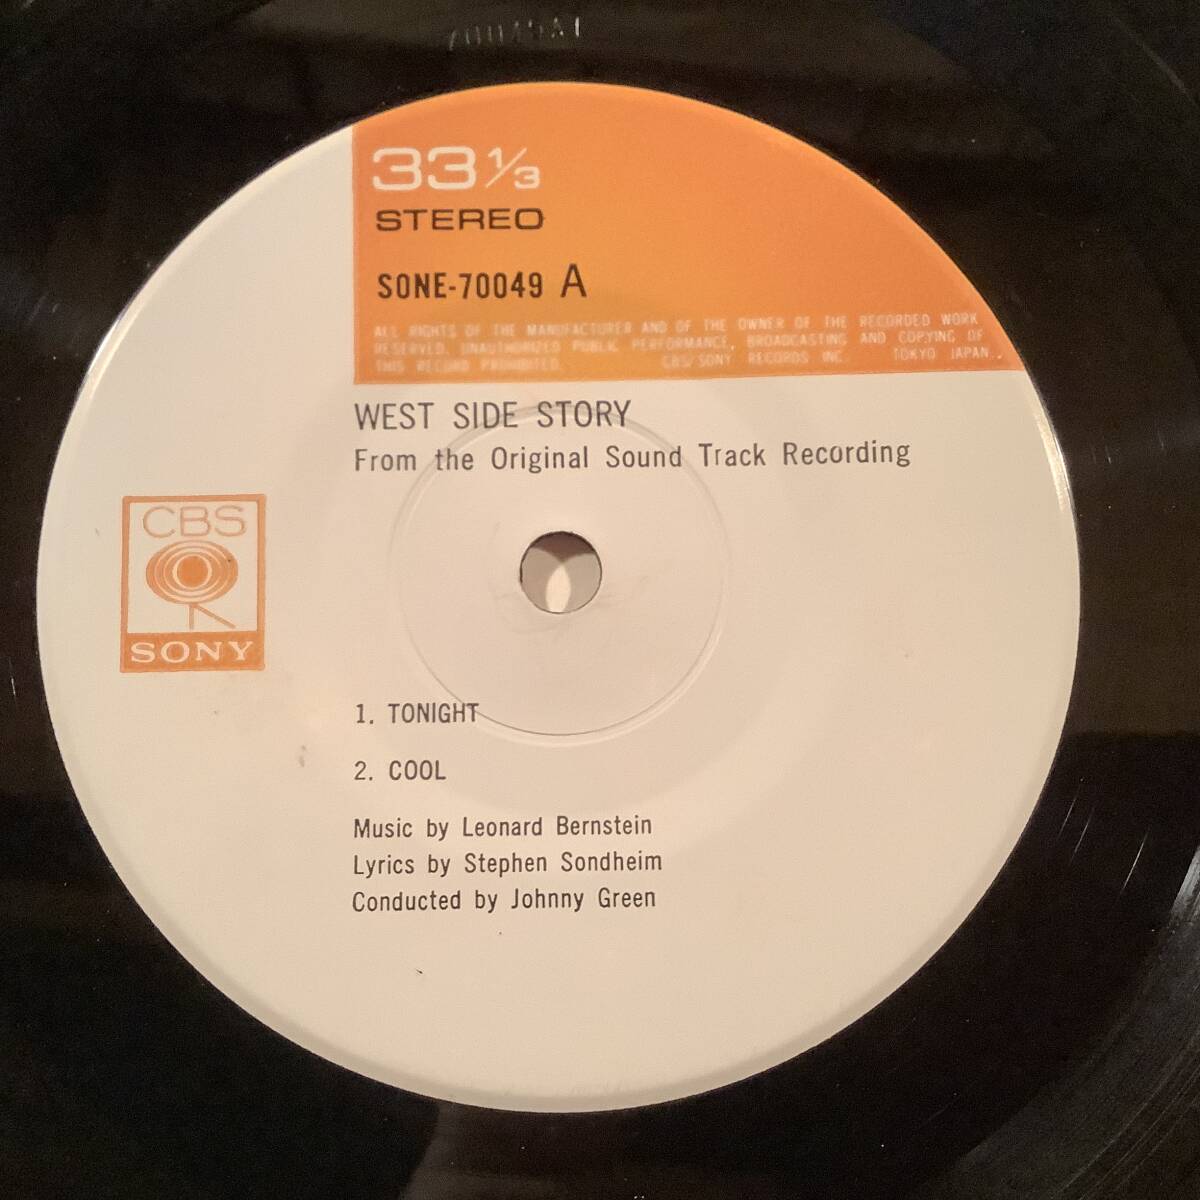 70049A1
33 1/3
STEREO
SONE-70049 A
ALL RIGHTS OF THE MANUFACTURER AND OF THE OWNER OF THE RECORDED WORK
RESERVED. UNAUTHORIZED PUBLIC PERFORMANCE, BROADCASTING AND COPYING OF
THIS RECORD PROHIBITED. CBS/SONY RECORDS INC. TOKYO JAPAN.
WEST SIDE STORY
From the Original Sound Track Recording
CBS
SONY
1. TONIGHT
2. COOL
Music by Leonard Bernstein
Lyrics by Stephen Sondheim
Conducted by Johnny Green